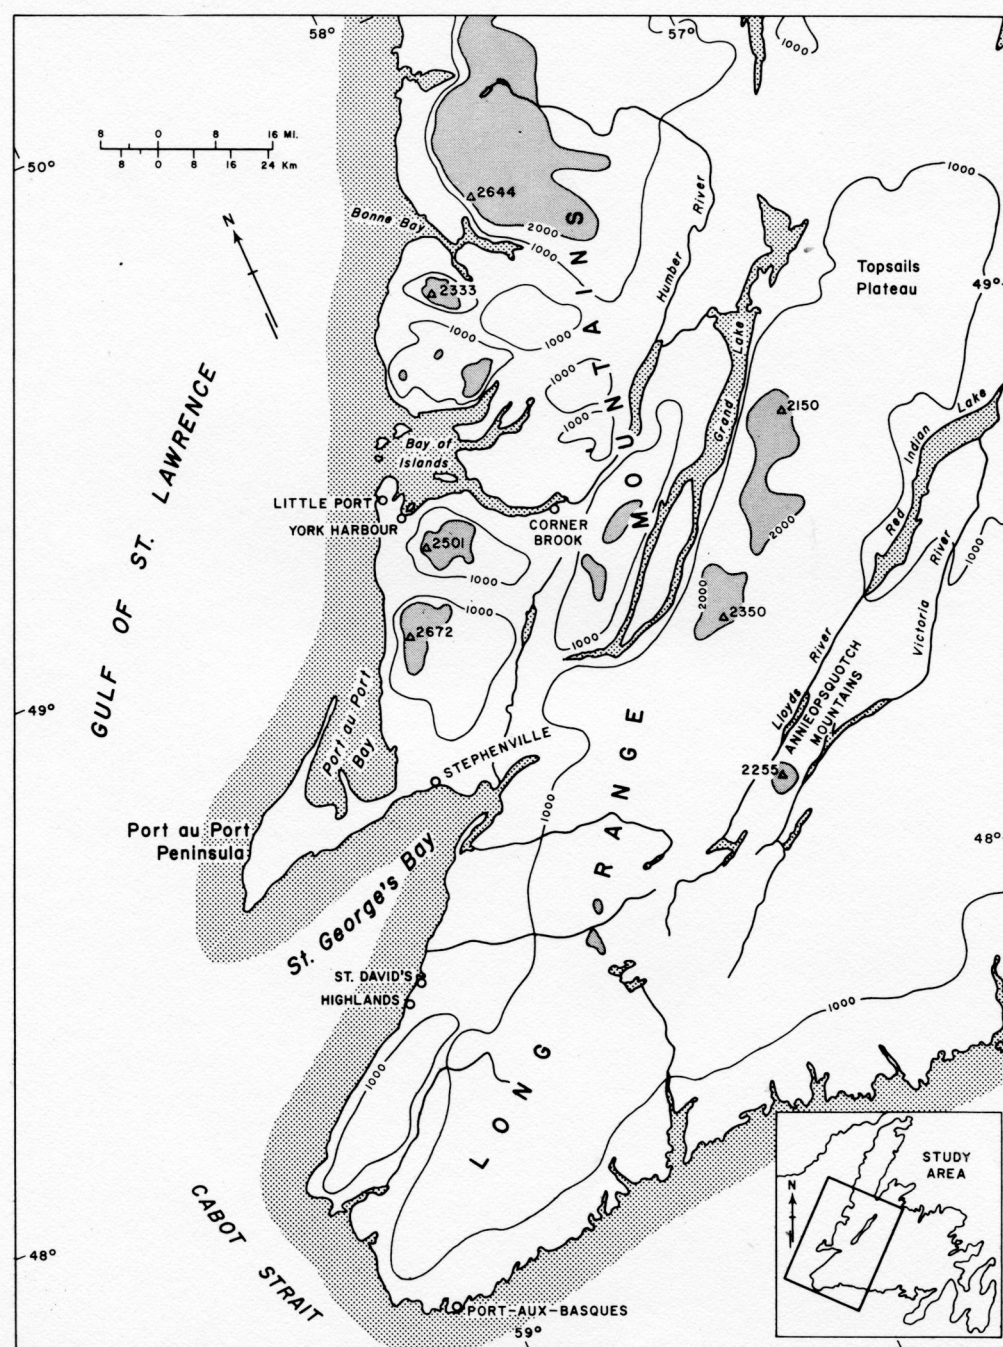 58°
57°
1000
8 0 8 16 MI.
8 0 8 16 24 Km
50°
1000
2644
Bonne Bay
2000
1000
Humber River
N
Topsails
Plateau
2333
1000
49°
1000
1000
1000
1000
2150
Grand Lake
Red Indian Lake
Bay of
Islands
LITTLE PORT
YORK HARBOUR
CORNER
BROOK
2501
1000
2000
1000
GULF OF ST. LAWRENCE
1000
2672
2000
2350
1000
Lloyds River
Victoria River
ANNIEOPSQUOTCH
MOUNTAINS
49°
Port au Port
Bay
STEPHENVILLE
2255
1000
Port au Port
Peninsula
48°
St. George's Bay
LONG RANGE MOUNTAINS
ST. DAVID'S
HIGHLANDS
1000
1000
CABOT STRAIT
STUDY
AREA
N
48°
PORT-AUX-BASQUES
59°